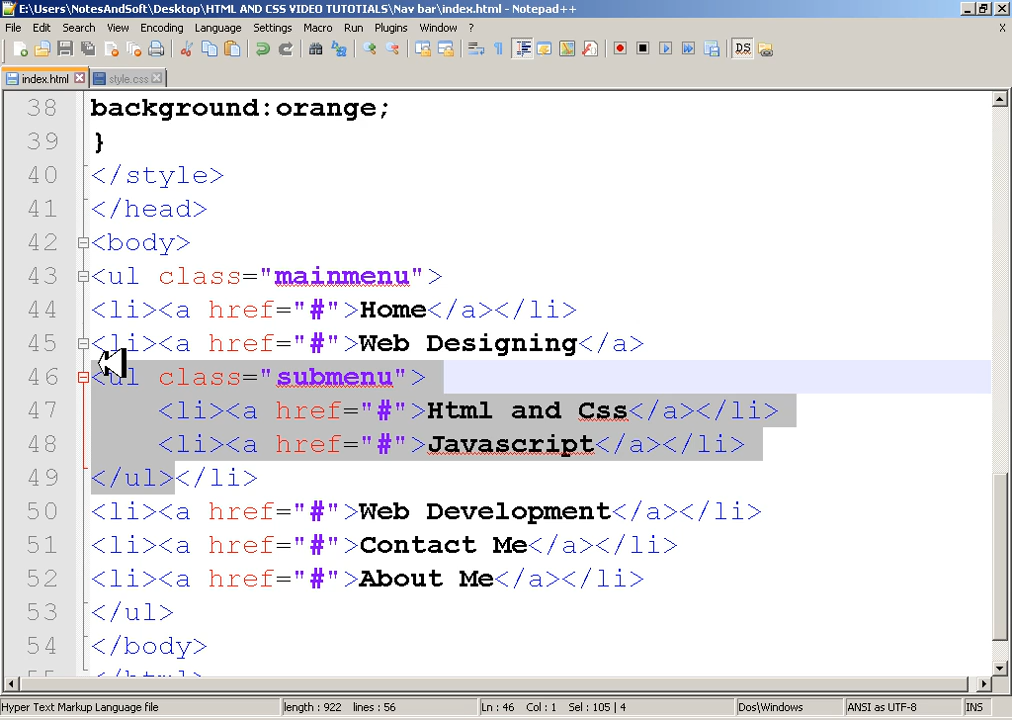 E:\Users\NotesAndSoft\Desktop\HTML AND CSS VIDEO TUTOTIALS\Nav bar\index.html - Notepad++
File Edit Search View Encoding Language Settings Macro Run Plugins Window ? X
index.html style.css
38 background:orange;
39 }
40 </style>
41 </head>
42 <body>
43 <ul class="mainmenu">
44 <li><a href="#">Home</a></li>
45 <li><a href="#">Web Designing</a>
46 <ul class="submenu">
47 <li><a href="#">Html and Css</a></li>
48 <li><a href="#">Javascript</a></li>
49 </ul></li>
50 <li><a href="#">Web Development</a></li>
51 <li><a href="#">Contact Me</a></li>
52 <li><a href="#">About Me</a></li>
53 </ul>
54 </body>
55 </html>
Hyper Text Markup Language file length : 922 lines : 56 Ln : 46 Col : 1 Sel : 105 | 4 Dos\Windows ANSI as UTF-8 INS